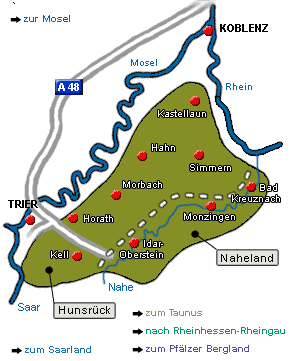 → zur Mosel
KOBLENZ
Mosel
A 48
Rhein
Kastellaun
Hahn
Simmern
Morbach
Bad
Kreuznach
TRIER
Horath
Monzingen
Idar-
Oberstein
Kell
Naheland
Nahe
Hunsrück
Saar
→ zum Taunus
→ nach Rheinhessen-Rheingau
→ zum Saarland
→ zum Pfälzer Bergland